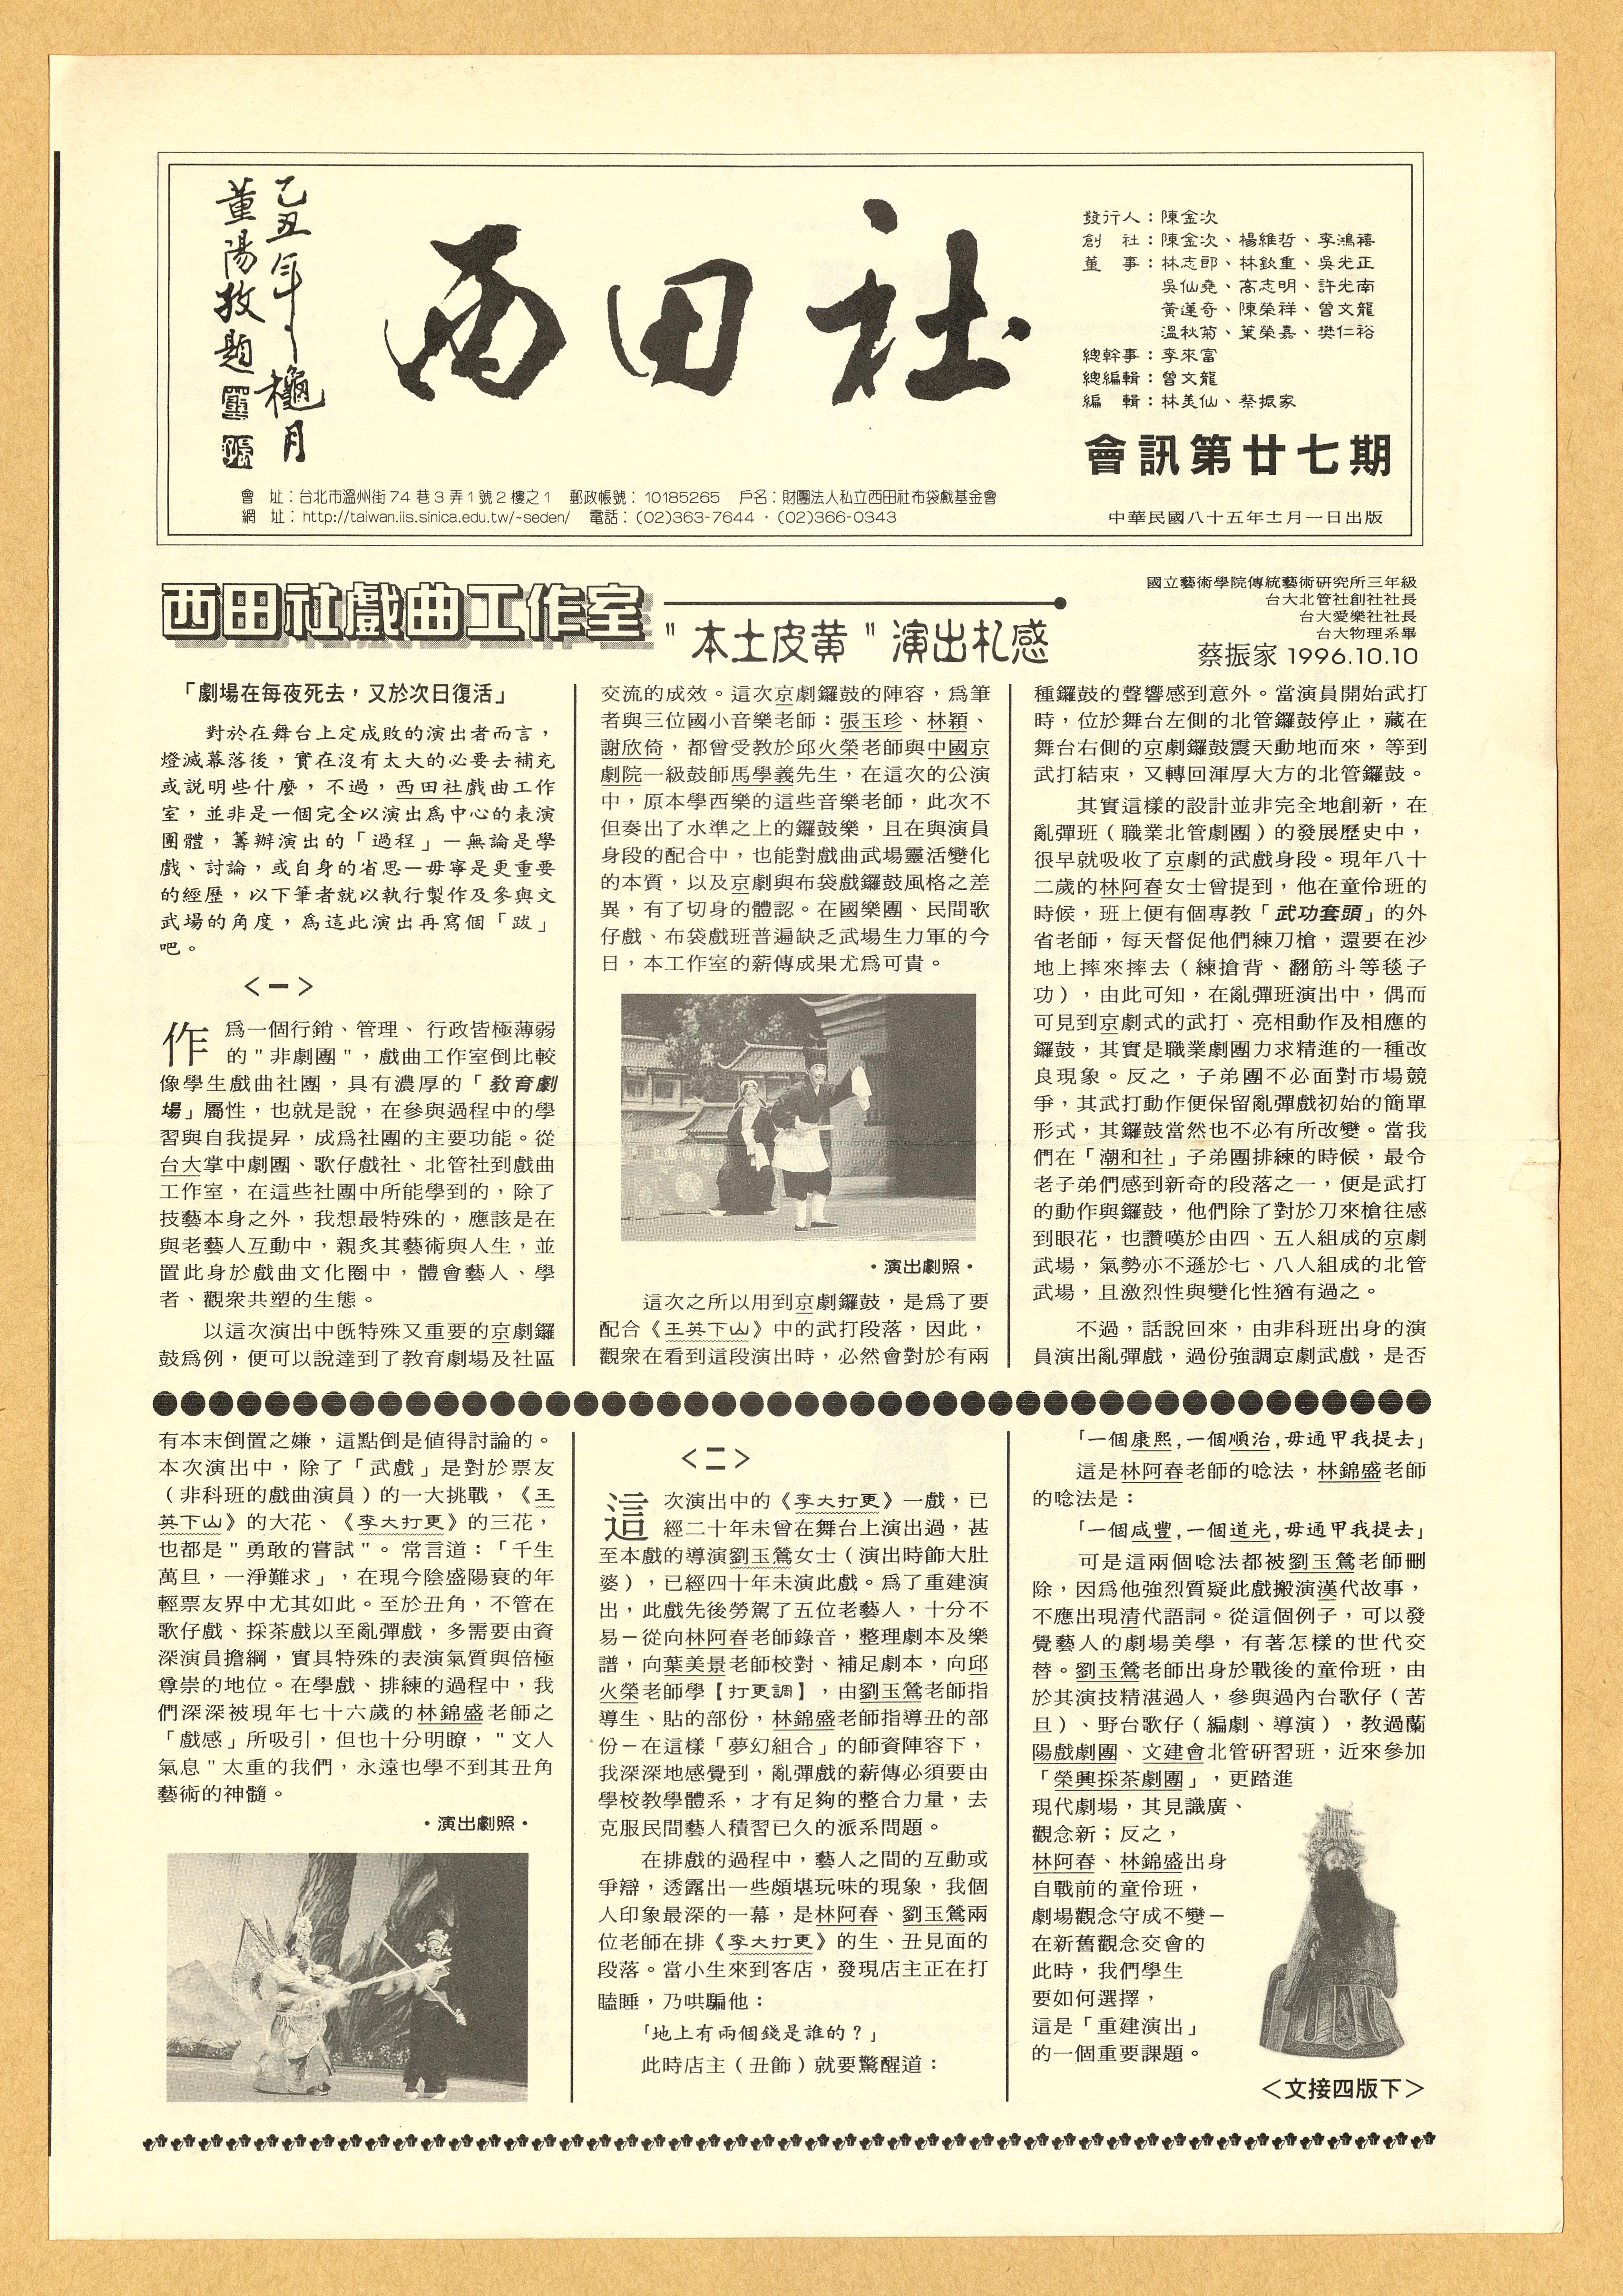 乙丑年 月
董陽孜題
西田社
發行人：陳金次
創　社：陳金次、楊維哲、李鴻禧
董　事：林志郎、林欽重、吳光正
吳仙堯、高志明、許光南
黃運奇、陳榮祥、曾文龍
溫秋菊、葉榮嘉、樊仁裕
總幹事：李來富
總編輯：曾文龍
編　輯：林美仙、蔡振家
會訊第廿七期
會　址：台北市溫州街74巷3弄1號2樓之1　郵政帳號：10185265　戶名：財團法人私立西田社布袋戲基金會
網　址：http://taiwan.iis.sinica.edu.tw/~seden/　電話：(02)363-7644．(02)366-0343
中華民國八十五年十一月一日出版
西田社戲曲工作室
"本土皮黃"演出札感
國立藝術學院傳統藝術研究所三年級
台大北管社創社社長
台大愛樂社社長
台大物理系畢
蔡振家 1996.10.10
「劇場在每夜死去，又於次日復活」
對於在舞台上定成敗的演出者而言，
燈滅幕落後，實在沒有太大的必要去補充
或說明些什麼，不過，西田社戲曲工作
室，並非是一個完全以演出為中心的表演
團體，籌辦演出的「過程」－無論是學
戲、討論，或自身的省思－毋寧是更重要
的經歷，以下筆者就以執行製作及參與文
武場的角度，為這此演出再寫個「跋」
吧。
＜一＞
作為一個行銷、管理、 行政皆極薄弱
的"非劇團"，戲曲工作室倒比較
像學生戲曲社團，具有濃厚的「教育劇
場」屬性，也就是說，在參與過程中的學
習與自我提昇，成為社團的主要功能。從
台大掌中劇團、歌仔戲社、北管社到戲曲
工作室，在這些社團中所能學到的，除了
技藝本身之外，我想最特殊的，應該是在
與老藝人互動中，親炙其藝術與人生，並
置此身於戲曲文化圈中，體會藝人、學
者、觀眾共塑的生態。
以這次演出中既特殊又重要的京劇鑼
鼓為例，便可以說達到了教育劇場及社區
交流的成效。這次京劇鑼鼓的陣容，為筆
者與三位國小音樂老師：張玉珍、林穎、
謝欣倚，都曾受教於邱火榮老師與中國京
劇院一級鼓師馬學義先生，在這次的公演
中，原本學西樂的這些音樂老師，此次不
但奏出了水準之上的鑼鼓樂，且在與演員
身段的配合中，也能對戲曲武場靈活變化
的本質，以及京劇與布袋戲鑼鼓風格之差
異，有了切身的體認。在國樂團、民間歌
仔戲、布袋戲班普遍缺乏武場生力軍的今
日，本工作室的薪傳成果尤為可貴。
・演出劇照・
這次之所以用到京劇鑼鼓，是為了要
配合《王英下山》中的武打段落，因此，
觀眾在看到這段演出時，必然會對於有兩
種鑼鼓的聲響感到意外。當演員開始武打
時，位於舞台左側的北管鑼鼓停止，藏在
舞台右側的京劇鑼鼓震天動地而來，等到
武打結束，又轉回渾厚大方的北管鑼鼓。
其實這樣的設計並非完全地創新，在
亂彈班（職業北管劇團）的發展歷史中，
很早就吸收了京劇的武戲身段。現年八十
二歲的林阿春女士曾提到，他在童伶班的
時候，班上便有個專教「武功套頭」的外
省老師，每天督促他們練刀槍，還要在沙
地上摔來摔去（練搶背、翻筋斗等毯子
功），由此可知，在亂彈班演出中，偶而
可見到京劇式的武打、亮相動作及相應的
鑼鼓，其實是職業劇團力求精進的一種改
良現象。反之，子弟團不必面對市場競
爭，其武打動作便保留亂彈戲初始的簡單
形式，其鑼鼓當然也不必有所改變。當我
們在「潮和社」子弟團排練的時候，最令
老子弟們感到新奇的段落之一，便是武打
的動作與鑼鼓，他們除了對於刀來槍往感
到眼花，也讚嘆於由四、五人組成的京劇
武場，氣勢亦不遜於七、八人組成的北管
武場，且激烈性與變化性猶有過之。
不過，話說回來，由非科班出身的演
員演出亂彈戲，過份強調京劇武戲，是否
有本末倒置之嫌，這點倒是值得討論的。
本次演出中，除了「武戲」是對於票友
（非科班的戲曲演員）的一大挑戰，《王
英下山》的大花、《李大打更》的三花，
也都是"勇敢的嘗試"。常言道：「千生
萬旦，一淨難求」，在現今陰盛陽衰的年
輕票友界中尤其如此。至於丑角，不管在
歌仔戲、採茶戲以至亂彈戲，多需要由資
深演員擔綱，實具特殊的表演氣質與倍極
尊崇的地位。在學戲、排練的過程中，我
們深深被現年七十六歲的林錦盛老師之
「戲感」所吸引，但也十分明瞭，"文人
氣息"太重的我們，永遠也學不到其丑角
藝術的神髓。
・演出劇照・
＜二＞
這次演出中的《李大打更》一戲，已
經二十年未曾在舞台上演出過，甚
至本戲的導演劉玉鶯女士（演出時飾大肚
婆），已經四十年未演此戲。為了重建演
出，此戲先後勞駕了五位老藝人，十分不
易－從向林阿春老師錄音，整理劇本及樂
譜，向葉美景老師校對、補足劇本，向邱
火榮老師學【打更調】，由劉玉鶯老師指
導生、貼的部份，林錦盛老師指導丑的部
份－在這樣「夢幻組合」的師資陣容下，
我深深地感覺到，亂彈戲的薪傳必須要由
學校教學體系，才有足夠的整合力量，去
克服民間藝人積習已久的派系問題。
在排戲的過程中，藝人之間的互動或
爭辯，透露出一些頗堪玩味的現象，我個
人印象最深的一幕，是林阿春、劉玉鶯兩
位老師在排《李大打更》的生、丑見面的
段落。當小生來到客店，發現店主正在打
瞌睡，乃哄騙他：
「地上有兩個錢是誰的？」
此時店主（丑飾）就要驚醒道：
「一個康熙,一個順治,毋通甲我提去」
這是林阿春老師的唸法，林錦盛老師
的唸法是：
「一個咸豐,一個道光,毋通甲我提去」
可是這兩個唸法都被劉玉鶯老師刪
除，因為他強烈質疑此戲搬演漢代故事，
不應出現清代語詞。從這個例子，可以發
覺藝人的劇場美學，有著怎樣的世代交
替。劉玉鶯老師出身於戰後的童伶班，由
於其演技精湛過人，參與過內台歌仔（苦
旦）、野台歌仔（編劇、導演），教過蘭
陽戲劇團、文建會北管研習班，近來參加
「榮興採茶劇團」，更踏進
現代劇場，其見識廣、
觀念新；反之，
林阿春、林錦盛出身
自戰前的童伶班，
劇場觀念守成不變－
在新舊觀念交會的
此時，我們學生
要如何選擇，
這是「重建演出」
的一個重要課題。
＜文接四版下＞